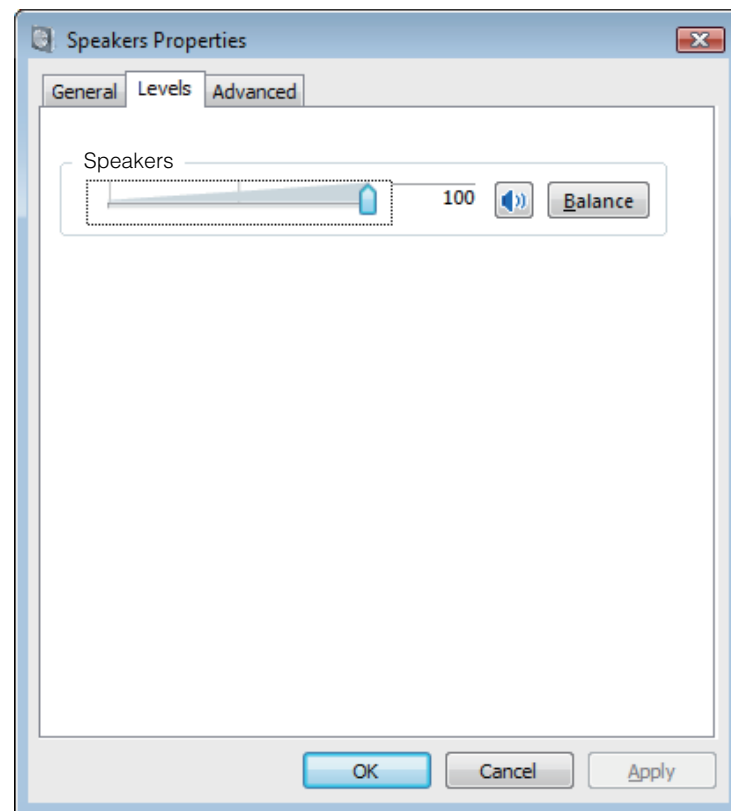 Speakers Properties
General Levels Advanced
Speakers
100 Balance
OK Cancel Apply